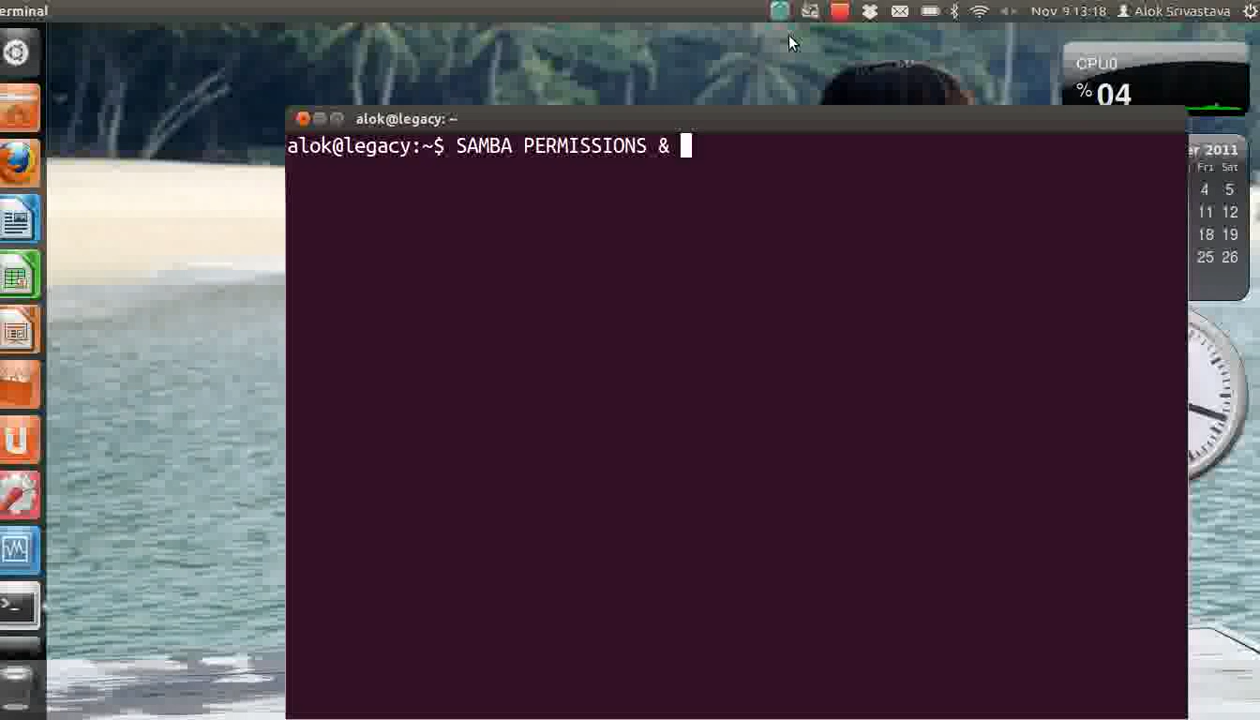 erminal
Nov 9 13:18 Alok Srivastava
CPU0
% 04
alok@legacy: ~
alok@legacy:~$ SAMBA PERMISSIONS &
er 2011
Fri Sat
4 5
11 12
18 19
25 26